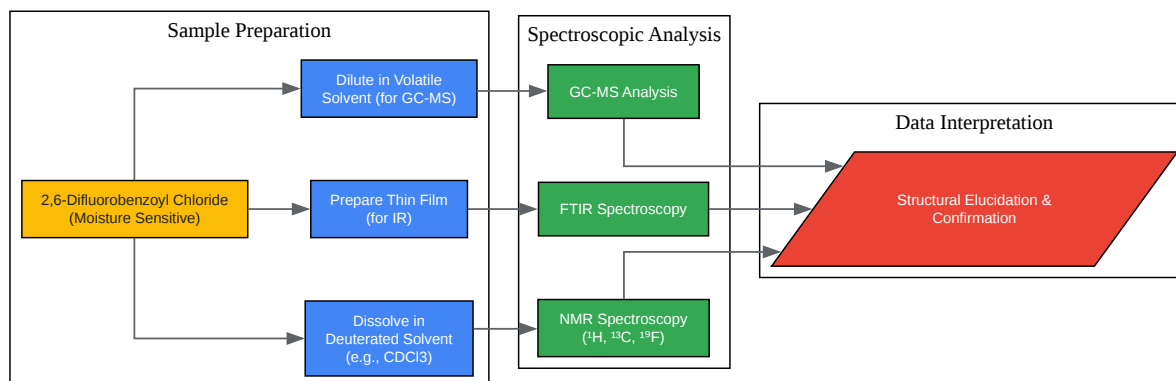 Sample Preparation
Spectroscopic Analysis
Data Interpretation
Dilute in Volatile
Solvent (for GC-MS)
GC-MS Analysis
2,6-Difluorobenzoyl Chloride
(Moisture Sensitive)
Prepare Thin Film
(for IR)
FTIR Spectroscopy
Structural Elucidation &
Confirmation
Dissolve in
Deuterated Solvent
(e.g., CDCl3)
NMR Spectroscopy
(¹H, ¹³C, ¹⁹F)